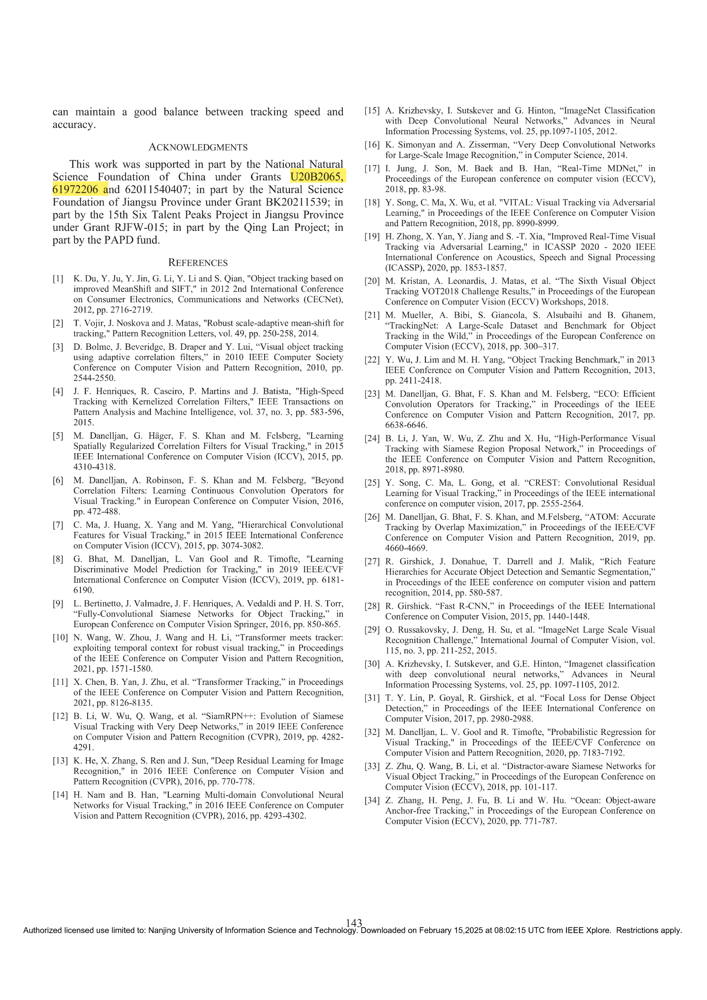 can maintain a good balance between tracking speed and
accuracy.
ACKNOWLEDGMENTS
This work was supported in part by the National Natural
Science Foundation of China under Grants U20B2065,
61972206 and 62011540407; in part by the Natural Science
Foundation of Jiangsu Province under Grant BK20211539; in
part by the 15th Six Talent Peaks Project in Jiangsu Province
under Grant RJFW-015; in part by the Qing Lan Project; in
part by the PAPD fund.
REFERENCES
[1] K. Du, Y. Ju, Y. Jin, G. Li, Y. Li and S. Qian, "Object tracking based on
improved MeanShift and SIFT," in 2012 2nd International Conference
on Consumer Electronics, Communications and Networks (CECNet),
2012, pp. 2716-2719.
[2] T. Vojir, J. Noskova and J. Matas, "Robust scale-adaptive mean-shift for
tracking," Pattern Recognition Letters, vol. 49, pp. 250-258, 2014.
[3] D. Bolme, J. Beveridge, B. Draper and Y. Lui, “Visual object tracking
using adaptive correlation filters,” in 2010 IEEE Computer Society
Conference on Computer Vision and Pattern Recognition, 2010, pp.
2544-2550.
[4] J. F. Henriques, R. Caseiro, P. Martins and J. Batista, "High-Speed
Tracking with Kernelized Correlation Filters," IEEE Transactions on
Pattern Analysis and Machine Intelligence, vol. 37, no. 3, pp. 583-596,
2015.
[5] M. Danelljan, G. Häger, F. S. Khan and M. Felsberg, "Learning
Spatially Regularized Correlation Filters for Visual Tracking," in 2015
IEEE International Conference on Computer Vision (ICCV), 2015, pp.
4310-4318.
[6] M. Danelljan, A. Robinson, F. S. Khan and M. Felsberg, "Beyond
Correlation Filters: Learning Continuous Convolution Operators for
Visual Tracking." in European Conference on Computer Vision, 2016,
pp. 472-488.
[7] C. Ma, J. Huang, X. Yang and M. Yang, "Hierarchical Convolutional
Features for Visual Tracking," in 2015 IEEE International Conference
on Computer Vision (ICCV), 2015, pp. 3074-3082.
[8] G. Bhat, M. Danelljan, L. Van Gool and R. Timofte, "Learning
Discriminative Model Prediction for Tracking," in 2019 IEEE/CVF
International Conference on Computer Vision (ICCV), 2019, pp. 6181-
6190.
[9] L. Bertinetto, J. Valmadre, J. F. Henriques, A. Vedaldi and P. H. S. Torr,
“Fully-Convolutional Siamese Networks for Object Tracking,” in
European Conference on Computer Vision Springer, 2016, pp. 850-865.
[10] N. Wang, W. Zhou, J. Wang and H. Li, “Transformer meets tracker:
exploiting temporal context for robust visual tracking,” in Proceedings
of the IEEE Conference on Computer Vision and Pattern Recognition,
2021, pp. 1571-1580.
[11] X. Chen, B. Yan, J. Zhu, et al. “Transformer Tracking,” in Proceedings
of the IEEE Conference on Computer Vision and Pattern Recognition,
2021, pp. 8126-8135.
[12] B. Li, W. Wu, Q. Wang, et al. “SiamRPN++: Evolution of Siamese
Visual Tracking with Very Deep Networks,” in 2019 IEEE Conference
on Computer Vision and Pattern Recognition (CVPR), 2019, pp. 4282-
4291.
[13] K. He, X. Zhang, S. Ren and J. Sun, "Deep Residual Learning for Image
Recognition," in 2016 IEEE Conference on Computer Vision and
Pattern Recognition (CVPR), 2016, pp. 770-778.
[14] H. Nam and B. Han, "Learning Multi-domain Convolutional Neural
Networks for Visual Tracking," in 2016 IEEE Conference on Computer
Vision and Pattern Recognition (CVPR), 2016, pp. 4293-4302.
[15] A. Krizhevsky, I. Sutskever and G. Hinton, “ImageNet Classification
with Deep Convolutional Neural Networks,” Advances in Neural
Information Processing Systems, vol. 25, pp.1097-1105, 2012.
[16] K. Simonyan and A. Zisserman, “Very Deep Convolutional Networks
for Large-Scale Image Recognition,” in Computer Science, 2014.
[17] I. Jung, J. Son, M. Baek and B. Han, “Real-Time MDNet,” in
Proceedings of the European conference on computer vision (ECCV),
2018, pp. 83-98.
[18] Y. Song, C. Ma, X. Wu, et al. "VITAL: Visual Tracking via Adversarial
Learning," in Proceedings of the IEEE Conference on Computer Vision
and Pattern Recognition, 2018, pp. 8990-8999.
[19] H. Zhong, X. Yan, Y. Jiang and S. -T. Xia, "Improved Real-Time Visual
Tracking via Adversarial Learning," in ICASSP 2020 - 2020 IEEE
International Conference on Acoustics, Speech and Signal Processing
(ICASSP), 2020, pp. 1853-1857.
[20] M. Kristan, A. Leonardis, J. Matas, et al. “The Sixth Visual Object
Tracking VOT2018 Challenge Results,” in Proceedings of the European
Conference on Computer Vision (ECCV) Workshops, 2018.
[21] M. Mueller, A. Bibi, S. Giancola, S. Alsubaihi and B. Ghanem,
“TrackingNet: A Large-Scale Dataset and Benchmark for Object
Tracking in the Wild,” in Proceedings of the European Conference on
Computer Vision (ECCV), 2018, pp. 300–317.
[22] Y. Wu, J. Lim and M. H. Yang, “Object Tracking Benchmark,” in 2013
IEEE Conference on Computer Vision and Pattern Recognition, 2013,
pp. 2411-2418.
[23] M. Danelljan, G. Bhat, F. S. Khan and M. Felsberg, “ECO: Efficient
Convolution Operators for Tracking,” in Proceedings of the IEEE
Conference on Computer Vision and Pattern Recognition, 2017, pp.
6638-6646.
[24] B. Li, J. Yan, W. Wu, Z. Zhu and X. Hu, “High-Performance Visual
Tracking with Siamese Region Proposal Network,” in Proceedings of
the IEEE Conference on Computer Vision and Pattern Recognition,
2018, pp. 8971-8980.
[25] Y. Song, C. Ma, L. Gong, et al. “CREST: Convolutional Residual
Learning for Visual Tracking,” in Proceedings of the IEEE international
conference on computer vision, 2017, pp. 2555-2564.
[26] M. Danelljan, G. Bhat, F. S. Khan, and M.Felsberg, “ATOM: Accurate
Tracking by Overlap Maximization,” in Proceedings of the IEEE/CVF
Conference on Computer Vision and Pattern Recognition, 2019, pp.
4660-4669.
[27] R. Girshick, J. Donahue, T. Darrell and J. Malik, “Rich Feature
Hierarchies for Accurate Object Detection and Semantic Segmentation,”
in Proceedings of the IEEE conference on computer vision and pattern
recognition, 2014, pp. 580-587.
[28] R. Girshick. “Fast R-CNN,” in Proceedings of the IEEE International
Conference on Computer Vision, 2015, pp. 1440-1448.
[29] O. Russakovsky, J. Deng, H. Su, et al. “ImageNet Large Scale Visual
Recognition Challenge,” International Journal of Computer Vision, vol.
115, no. 3, pp. 211-252, 2015.
[30] A. Krizhevsky, I. Sutskever, and G.E. Hinton, “Imagenet classification
with deep convolutional neural networks,” Advances in Neural
Information Processing Systems, vol. 25, pp. 1097-1105, 2012.
[31] T. Y. Lin, P. Goyal, R. Girshick, et al. “Focal Loss for Dense Object
Detection,” in Proceedings of the IEEE International Conference on
Computer Vision, 2017, pp. 2980-2988.
[32] M. Danelljan, L. V. Gool and R. Timofte, "Probabilistic Regression for
Visual Tracking," in Proceedings of the IEEE/CVF Conference on
Computer Vision and Pattern Recognition, 2020, pp. 7183-7192.
[33] Z. Zhu, Q. Wang, B. Li, et al. “Distractor-aware Siamese Networks for
Visual Object Tracking,” in Proceedings of the European Conference on
Computer Vision (ECCV), 2018, pp. 101-117.
[34] Z. Zhang, H. Peng, J. Fu, B. Li and W. Hu. “Ocean: Object-aware
Anchor-free Tracking,” in Proceedings of the European Conference on
Computer Vision (ECCV), 2020, pp. 771-787.
143
Authorized licensed use limited to: Nanjing University of Information Science and Technology. Downloaded on February 15,2025 at 08:02:15 UTC from IEEE Xplore. Restrictions apply.